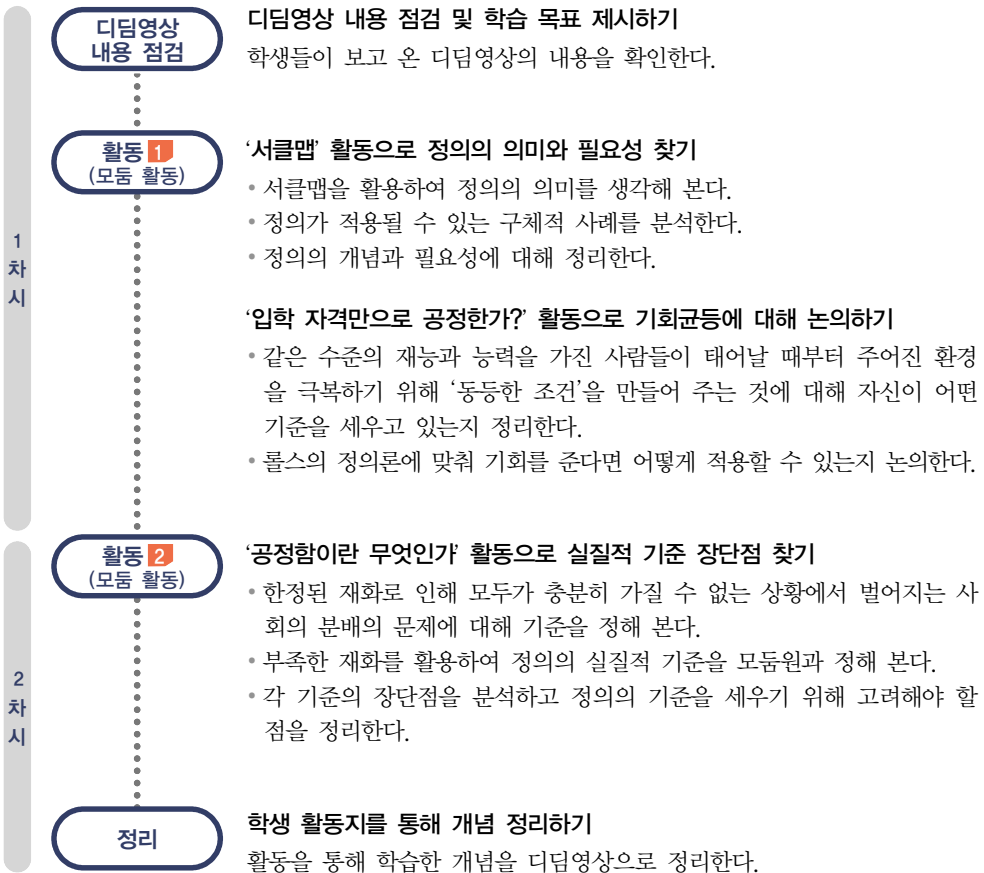 디딤영상
내용 점검
디딤영상 내용 점검 및 학습 목표 제시하기
학생들이 보고 온 디딤영상의 내용을 확인한다.
1
차
시
활동 1
(모둠 활동)
‘서클맵’ 활동으로 정의의 의미와 필요성 찾기
• 서클맵을 활용하여 정의의 의미를 생각해 본다.
• 정의가 적용될 수 있는 구체적 사례를 분석한다.
• 정의의 개념과 필요성에 대해 정리한다.
‘입학 자격만으로 공정한가?’ 활동으로 기회균등에 대해 논의하기
• 같은 수준의 재능과 능력을 가진 사람들이 태어날 때부터 주어진 환경
을 극복하기 위해 ‘동등한 조건’을 만들어 주는 것에 대해 자신이 어떤
기준을 세우고 있는지 정리한다.
• 롤스의 정의론에 맞춰 기회를 준다면 어떻게 적용할 수 있는지 논의한다.
2
차
시
활동 2
(모둠 활동)
‘공정함이란 무엇인가’ 활동으로 실질적 기준 장단점 찾기
• 한정된 재화로 인해 모두가 충분히 가질 수 없는 상황에서 벌어지는 사
회의 분배의 문제에 대해 기준을 정해 본다.
• 부족한 재화를 활용하여 정의의 실질적 기준을 모둠원과 정해 본다.
• 각 기준의 장단점을 분석하고 정의의 기준을 세우기 위해 고려해야 할
점을 정리한다.
정리
학생 활동지를 통해 개념 정리하기
활동을 통해 학습한 개념을 디딤영상으로 정리한다.